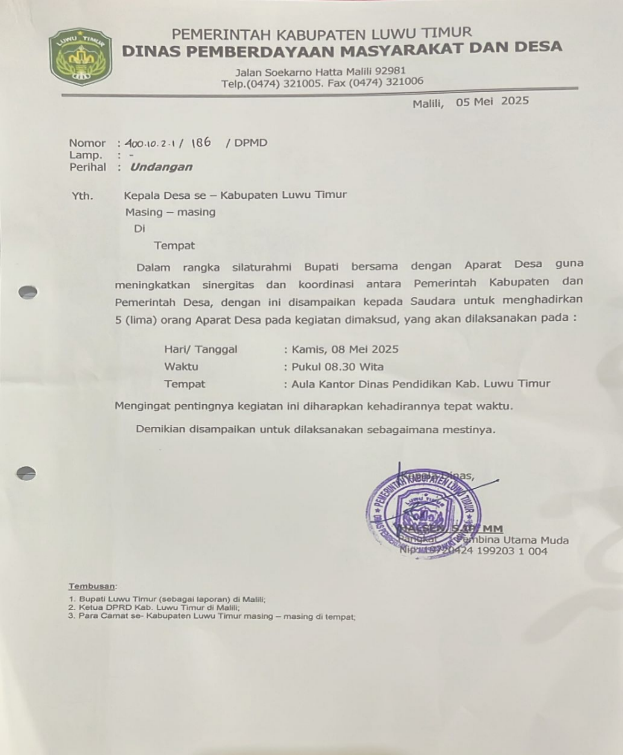 PEMERINTAH KABUPATEN LUWU TIMUR
DINAS PEMBERDAYAAN MASYARAKAT DAN DESA
Jalan Soekarno Hatta Malili 92981
Telp.(0474) 321005. Fax (0474) 321006
LUWU TIMUR
Malili, 05 Mei 2025
Nomor : 400.10.2.1 / 186 / DPMD
Lamp. : -
Perihal : Undangan
Yth. Kepala Desa se – Kabupaten Luwu Timur
Masing – masing
Di
Tempat
Dalam rangka silaturahmi Bupati bersama dengan Aparat Desa guna
meningkatkan sinergitas dan koordinasi antara Pemerintah Kabupaten dan
Pemerintah Desa, dengan ini disampaikan kepada Saudara untuk menghadirkan
5 (lima) orang Aparat Desa pada kegiatan dimaksud, yang akan dilaksanakan pada :
Hari/ Tanggal : Kamis, 08 Mei 2025
Waktu : Pukul 08.30 Wita
Tempat : Aula Kantor Dinas Pendidikan Kab. Luwu Timur
Mengingat pentingnya kegiatan ini diharapkan kehadirannya tepat waktu.
Demikian disampaikan untuk dilaksanakan sebagaimana mestinya.
Kepala Dinas,
PEMERINTAH KABUPATEN LUWU TIMUR
MM
Pembina Utama Muda
Nip. 199203 1 004
Tembusan:
1. Bupati Luwu Timur (sebagai laporan) di Malili;
2. Ketua DPRD Kab. Luwu Timur di Malili;
3. Para Camat se- Kabupaten Luwu Timur masing – masing di tempat;